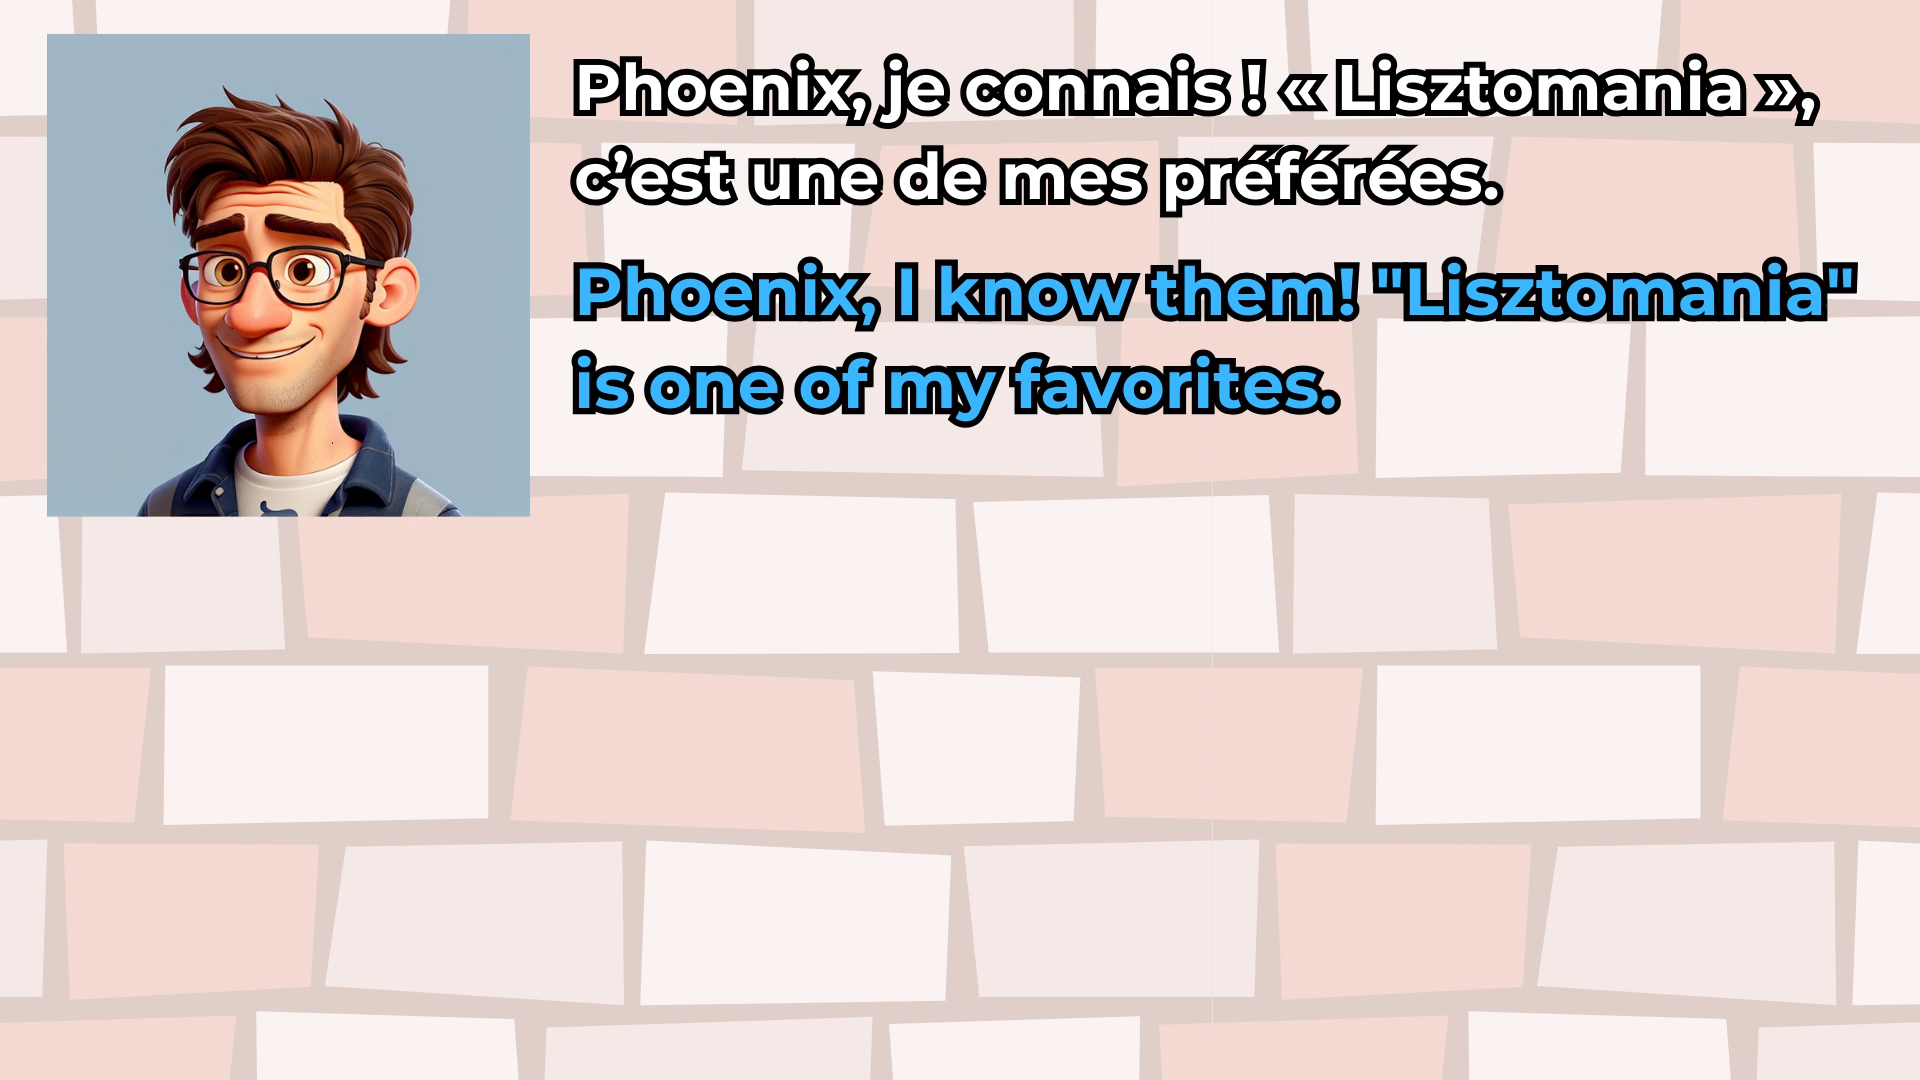 Phoenix, je connais ! « Lisztomania »,
c’est une de mes préférées.
Phoenix, I know them! "Lisztomania"
is one of my favorites.